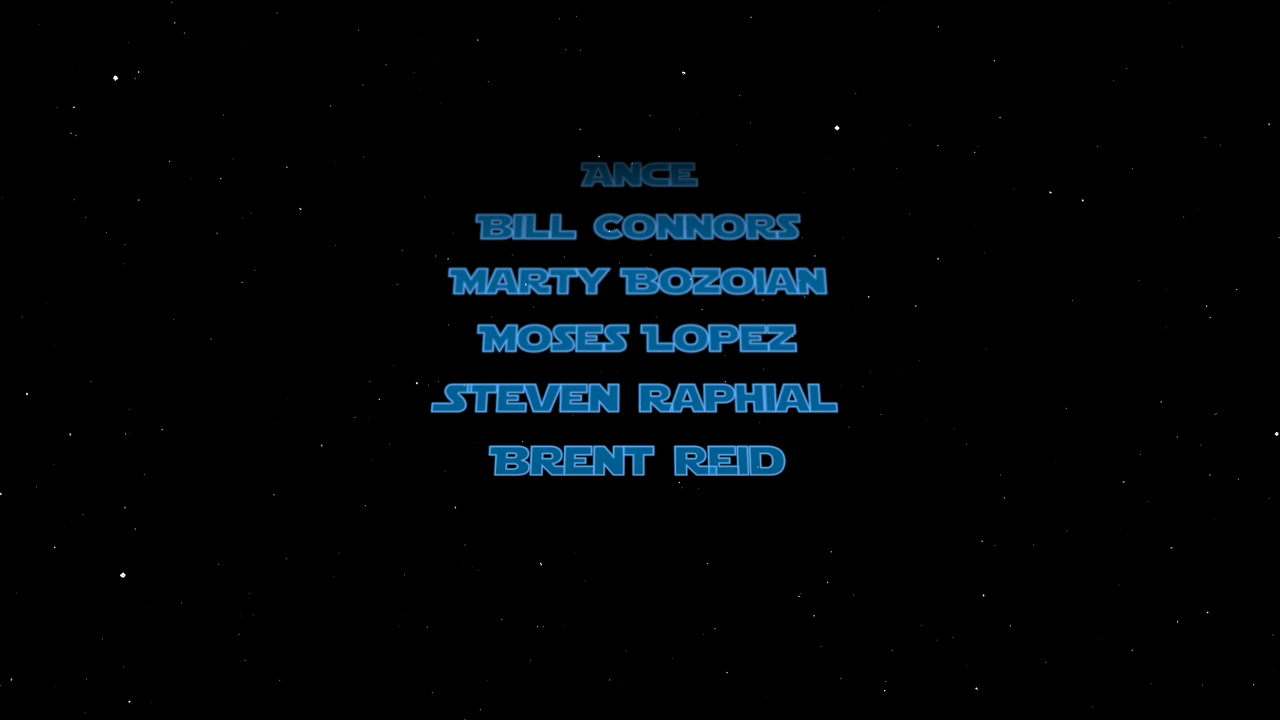 Ance
Bill Connors
Marty Bozoian
Moses Lopez
Steven Raphial
Brent Reid